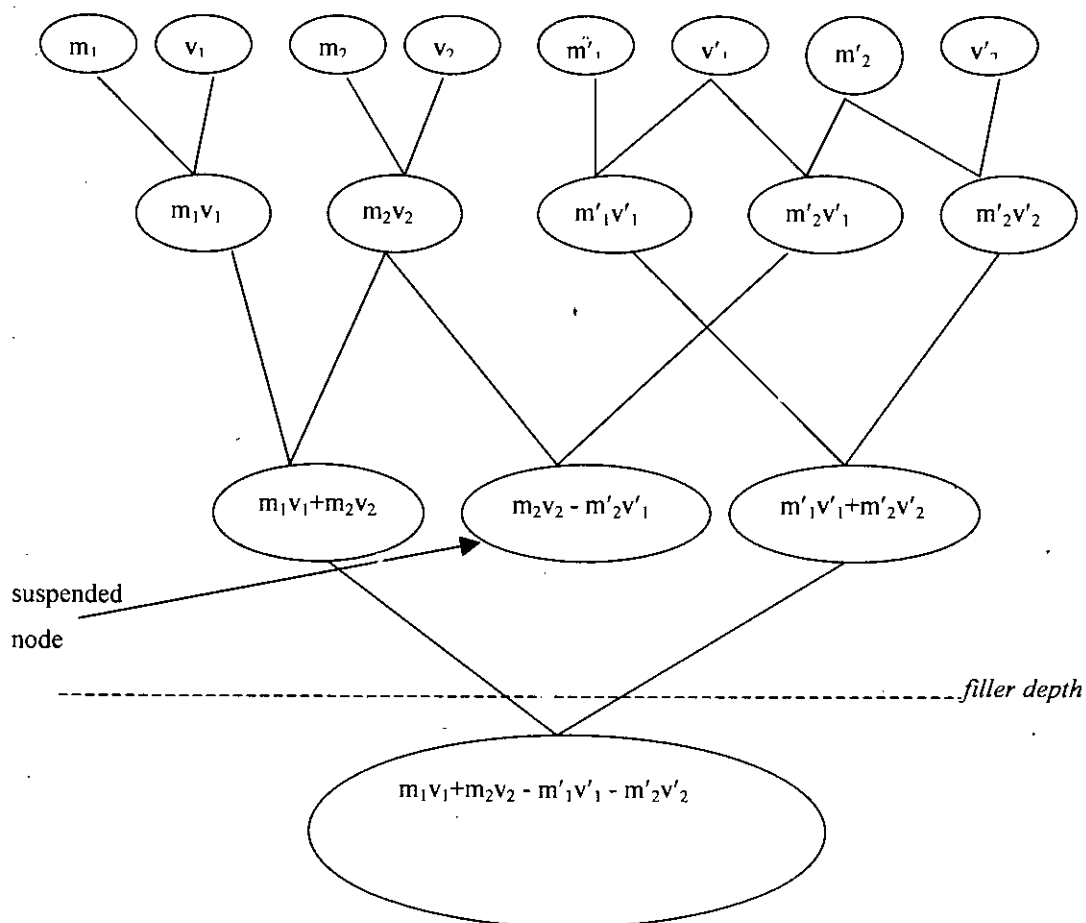 m₁ v₁ m₂ v₂ m'₁ v'₁ m'₂ v'₂
m₁v₁ m₂v₂ m'₁v'₁ m'₂v'₁ m'₂v'₂
m₁v₁+m₂v₂ m₂v₂ - m'₂v'₁ m'₁v'₁+m'₂v'₂
suspended
node
filler depth
m₁v₁+m₂v₂ - m'₁v'₁ - m'₂v'₂